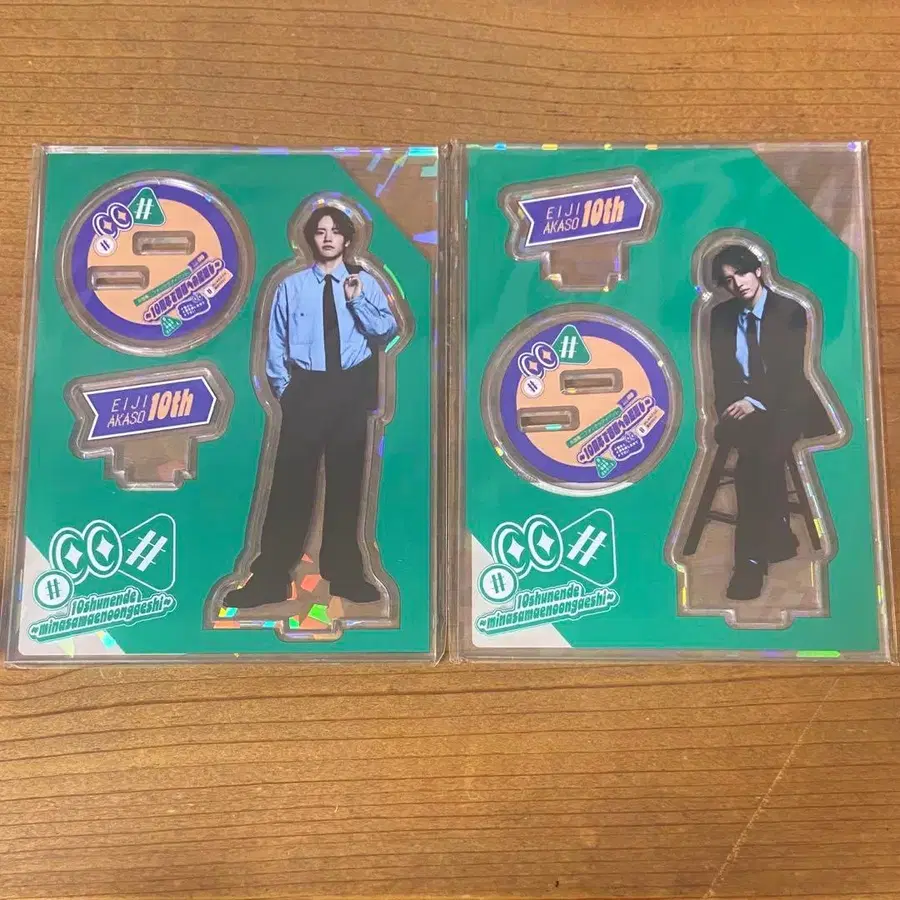 #
#
EIJI
AKASO 10th
#
#
10shunende
~minasamaenoongaeshi~
EIJI
AKASO 10th
#
#
#
#
10shunende
~minasamaenoongaeshi~